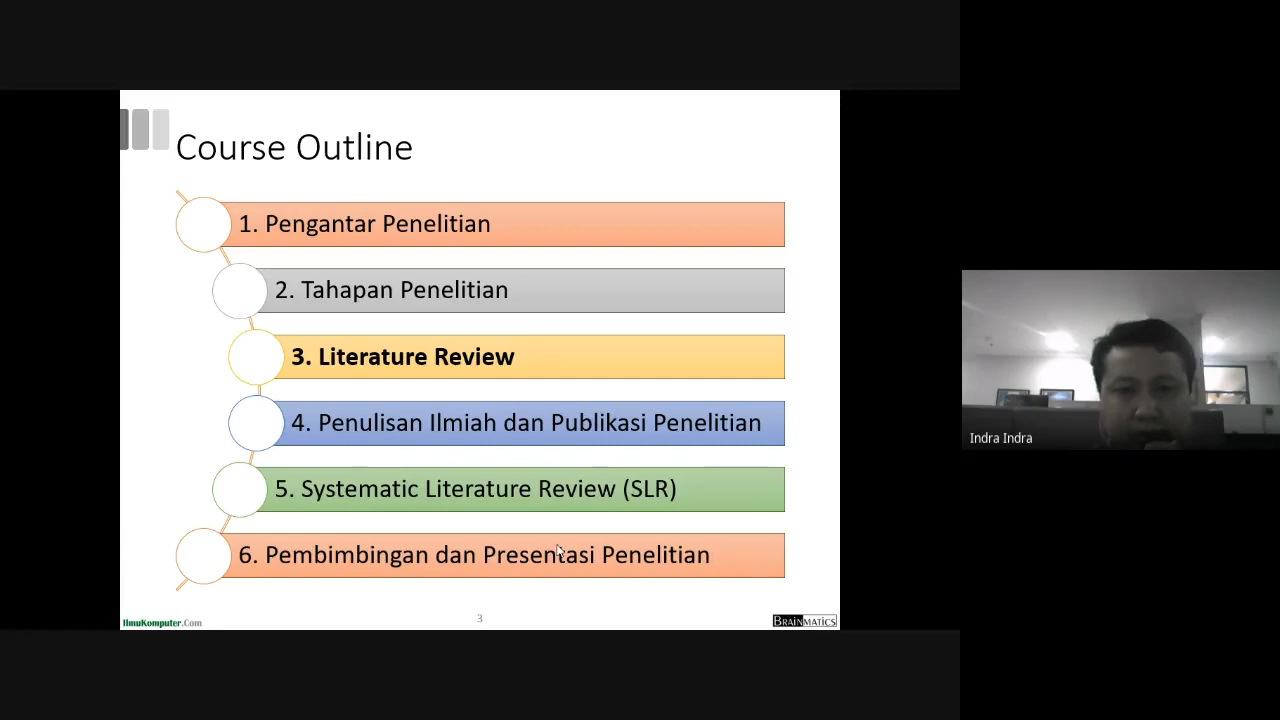 Course Outline
1. Pengantar Penelitian
2. Tahapan Penelitian
3. Literature Review
4. Penulisan Ilmiah dan Publikasi Penelitian
5. Systematic Literature Review (SLR)
6. Pembimbingan dan Presentasi Penelitian
IlmuKomputer.Com
3
BRAINMATICS
Indra Indra